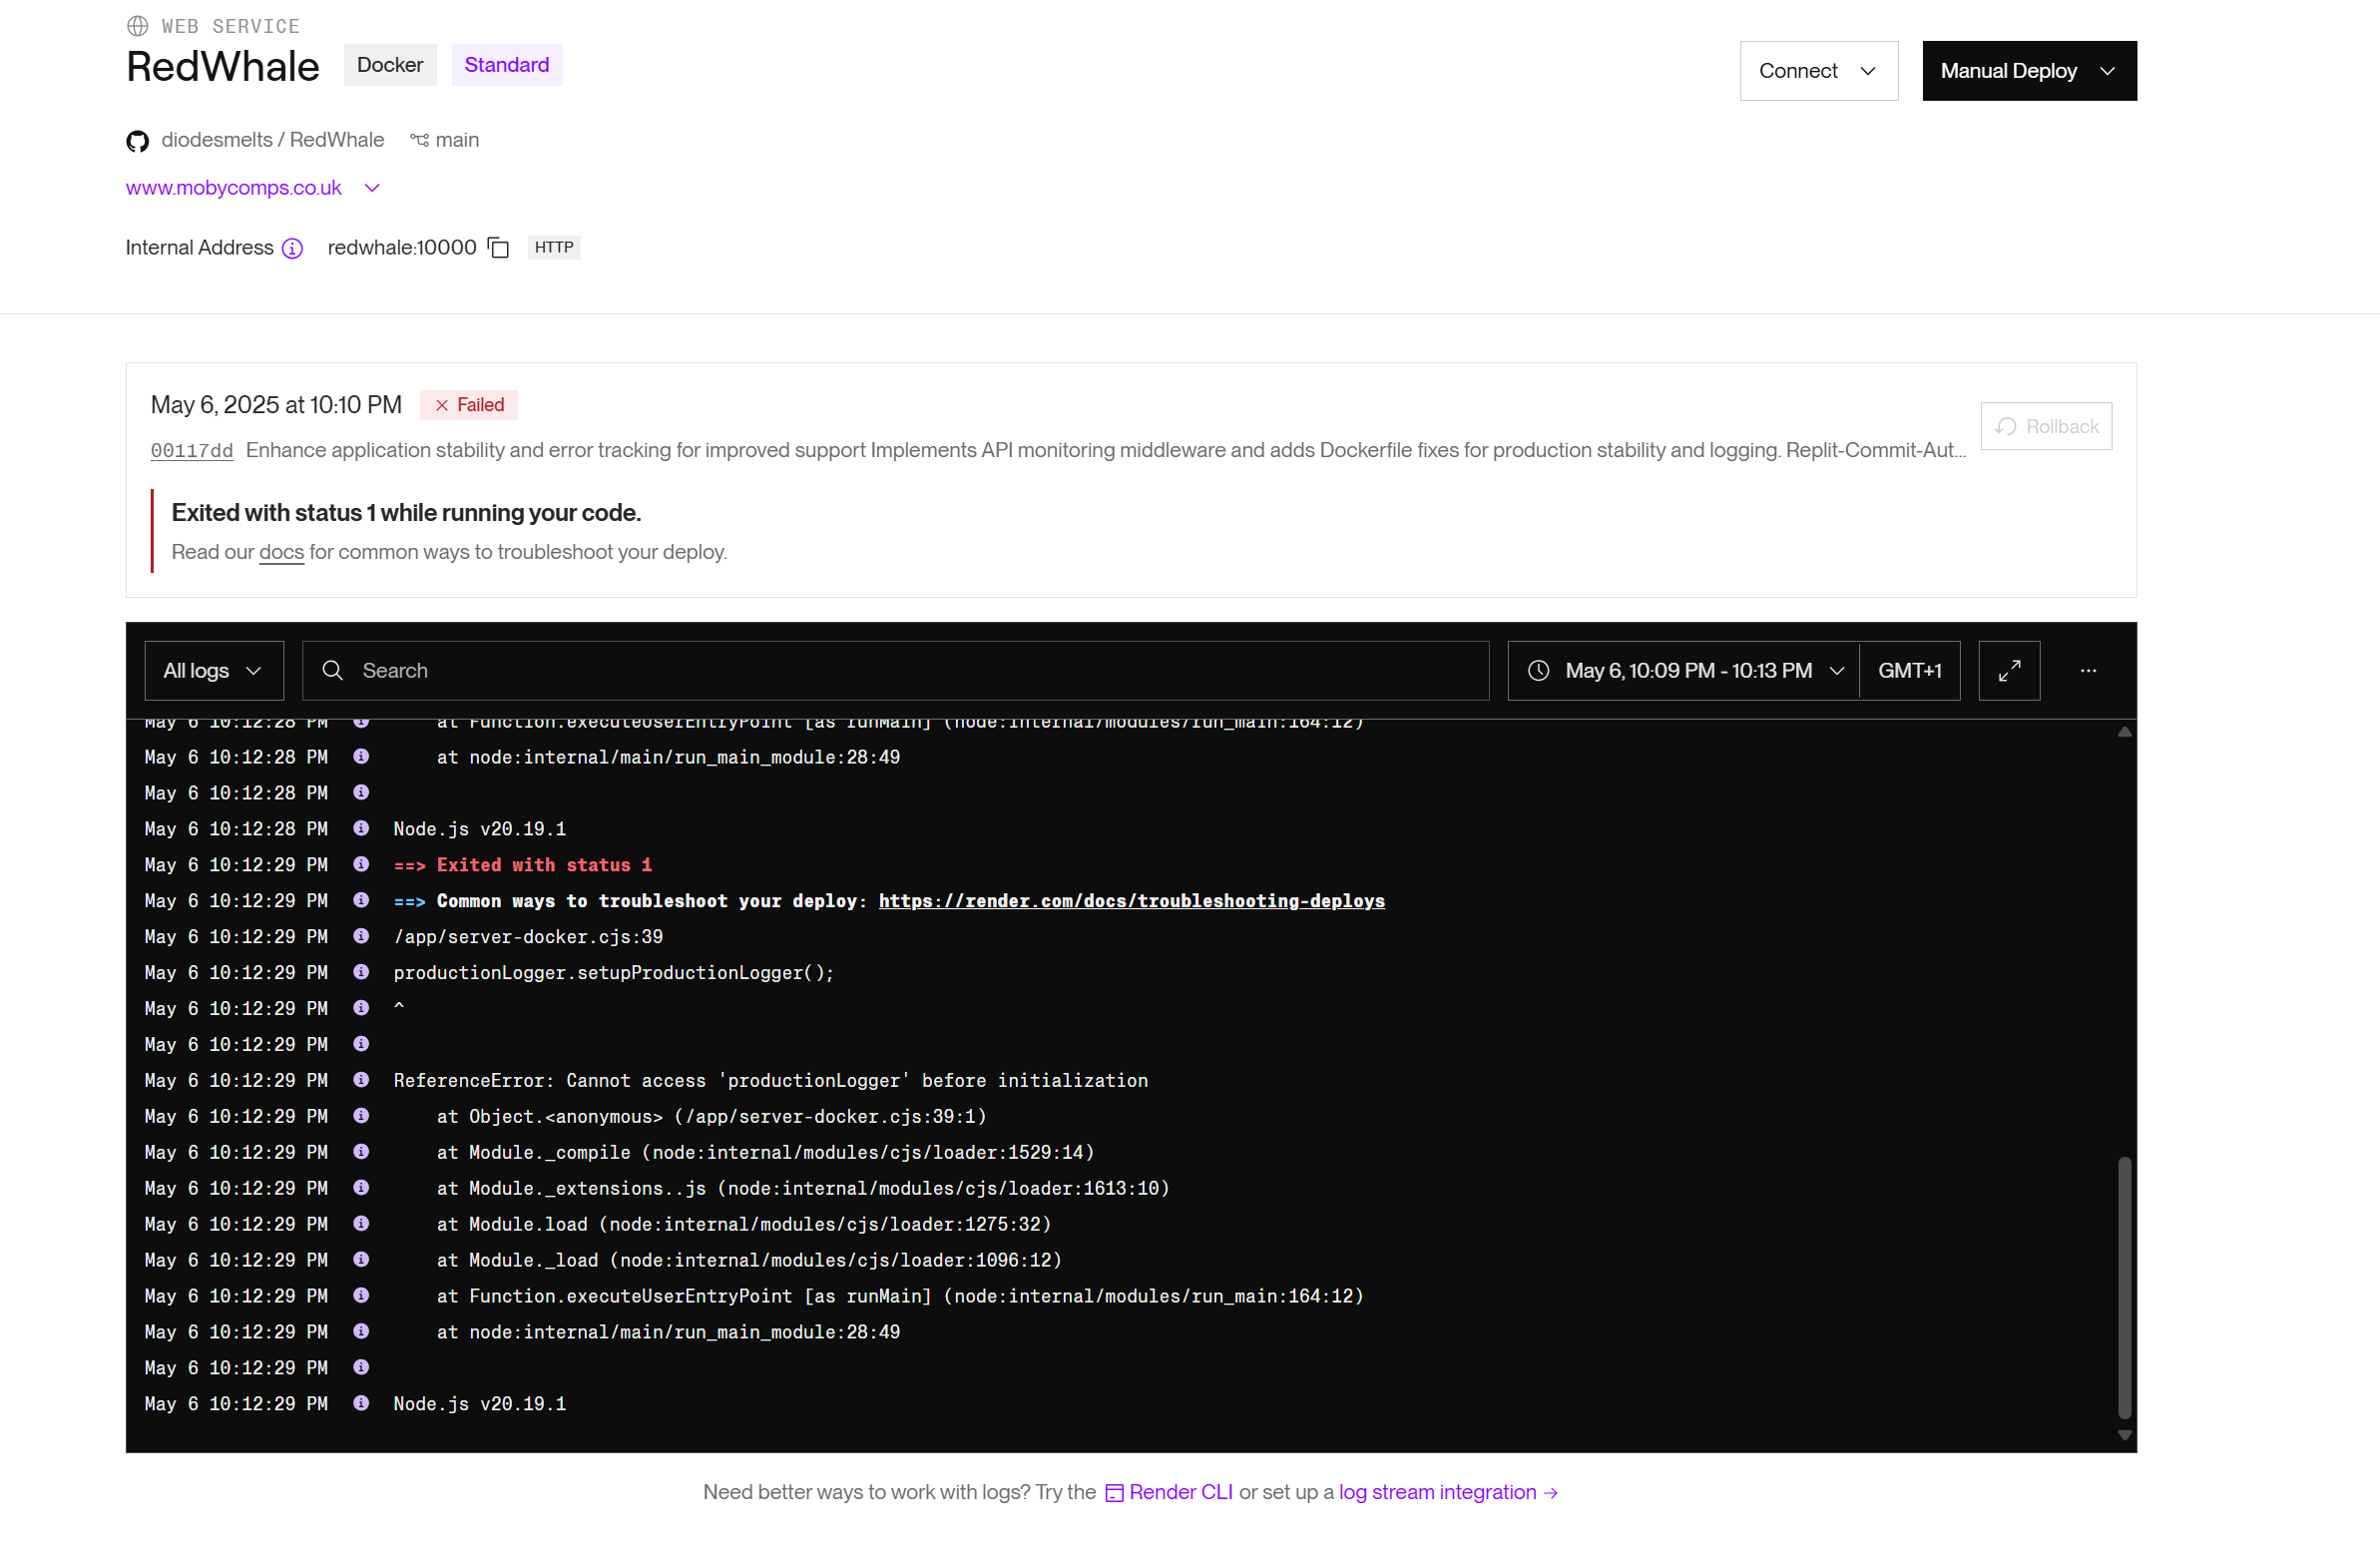 WEB SERVICE
RedWhale Docker Standard
Connect Manual Deploy
diodesmelts / RedWhale main
www.mobycomps.co.uk
Internal Address redwhale:10000 HTTP
May 6, 2025 at 10:10 PM Failed
Rollback
00117dd Enhance application stability and error tracking for improved support Implements API monitoring middleware and adds Dockerfile fixes for production stability and logging. Replit-Commit-Aut...
Exited with status 1 while running your code.
Read our docs for common ways to troubleshoot your deploy.
All logs Search May 6, 10:09 PM - 10:13 PM GMT+1 ...
May 6 10:12:28 PM at Function.executeUserEntryPoint [as runMain] (node:internal/modules/run_main:164:12)
May 6 10:12:28 PM at node:internal/main/run_main_module:28:49
May 6 10:12:28 PM
May 6 10:12:28 PM Node.js v20.19.1
May 6 10:12:29 PM ==> Exited with status 1
May 6 10:12:29 PM ==> Common ways to troubleshoot your deploy: https://render.com/docs/troubleshooting-deploys
May 6 10:12:29 PM /app/server-docker.cjs:39
May 6 10:12:29 PM productionLogger.setupProductionLogger();
May 6 10:12:29 PM ^
May 6 10:12:29 PM
May 6 10:12:29 PM ReferenceError: Cannot access 'productionLogger' before initialization
May 6 10:12:29 PM at Object.<anonymous> (/app/server-docker.cjs:39:1)
May 6 10:12:29 PM at Module._compile (node:internal/modules/cjs/loader:1529:14)
May 6 10:12:29 PM at Module._extensions..js (node:internal/modules/cjs/loader:1613:10)
May 6 10:12:29 PM at Module.load (node:internal/modules/cjs/loader:1275:32)
May 6 10:12:29 PM at Module._load (node:internal/modules/cjs/loader:1096:12)
May 6 10:12:29 PM at Function.executeUserEntryPoint [as runMain] (node:internal/modules/run_main:164:12)
May 6 10:12:29 PM at node:internal/main/run_main_module:28:49
May 6 10:12:29 PM
May 6 10:12:29 PM Node.js v20.19.1
Need better ways to work with logs? Try the Render CLI or set up a log stream integration →